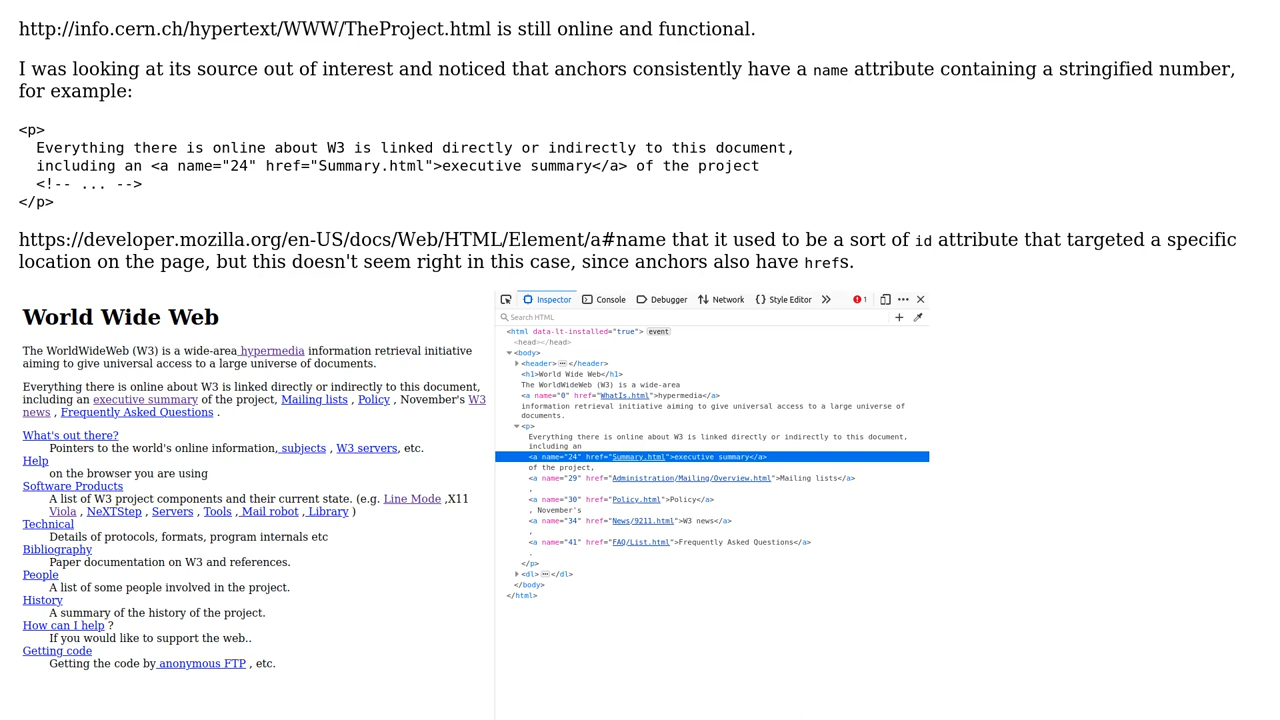 http://info.cern.ch/hypertext/WWW/TheProject.html is still online and functional.
I was looking at its source out of interest and noticed that anchors consistently have a name attribute containing a stringified number,
for example:
<p>
  Everything there is online about W3 is linked directly or indirectly to this document,
  including an <a name="24" href="Summary.html">executive summary</a> of the project
  <!-- ... -->
</p>
https://developer.mozilla.org/en-US/docs/Web/HTML/Element/a#name that it used to be a sort of id attribute that targeted a specific
location on the page, but this doesn't seem right in this case, since anchors also have hrefs.
World Wide Web
The WorldWideWeb (W3) is a wide-area hypermedia information retrieval initiative
aiming to give universal access to a large universe of documents.
Everything there is online about W3 is linked directly or indirectly to this document,
including an executive summary of the project, Mailing lists , Policy , November's W3
news , Frequently Asked Questions .
What's out there?
Pointers to the world's online information, subjects , W3 servers, etc.
Help
on the browser you are using
Software Products
A list of W3 project components and their current state. (e.g. Line Mode ,X11
Viola , NeXTStep , Servers , Tools , Mail robot , Library )
Technical
Details of protocols, formats, program internals etc
Bibliography
Paper documentation on W3 and references.
People
A list of some people involved in the project.
History
A summary of the history of the project.
How can I help ?
If you would like to support the web..
Getting code
Getting the code by anonymous FTP , etc.
Inspector Console Debugger Network Style Editor 1
Search HTML
<html data-lt-installed="true"> event
<head></head>
<body>
<header> </header>
<h1>World Wide Web</h1>
The WorldWideWeb (W3) is a wide-area
<a name="0" href="WhatIs.html">hypermedia</a>
information retrieval initiative aiming to give universal access to a large universe of
documents.
<p>
Everything there is online about W3 is linked directly or indirectly to this document,
including an
<a name="24" href="Summary.html">executive summary</a>
of the project,
<a name="29" href="Administration/Mailing/Overview.html">Mailing lists</a>
,
<a name="30" href="Policy.html">Policy</a>
, November's
<a name="34" href="News/9211.html">W3 news</a>
,
<a name="41" href="FAQ/List.html">Frequently Asked Questions</a>
.
</p>
<dl> </dl>
</body>
</html>